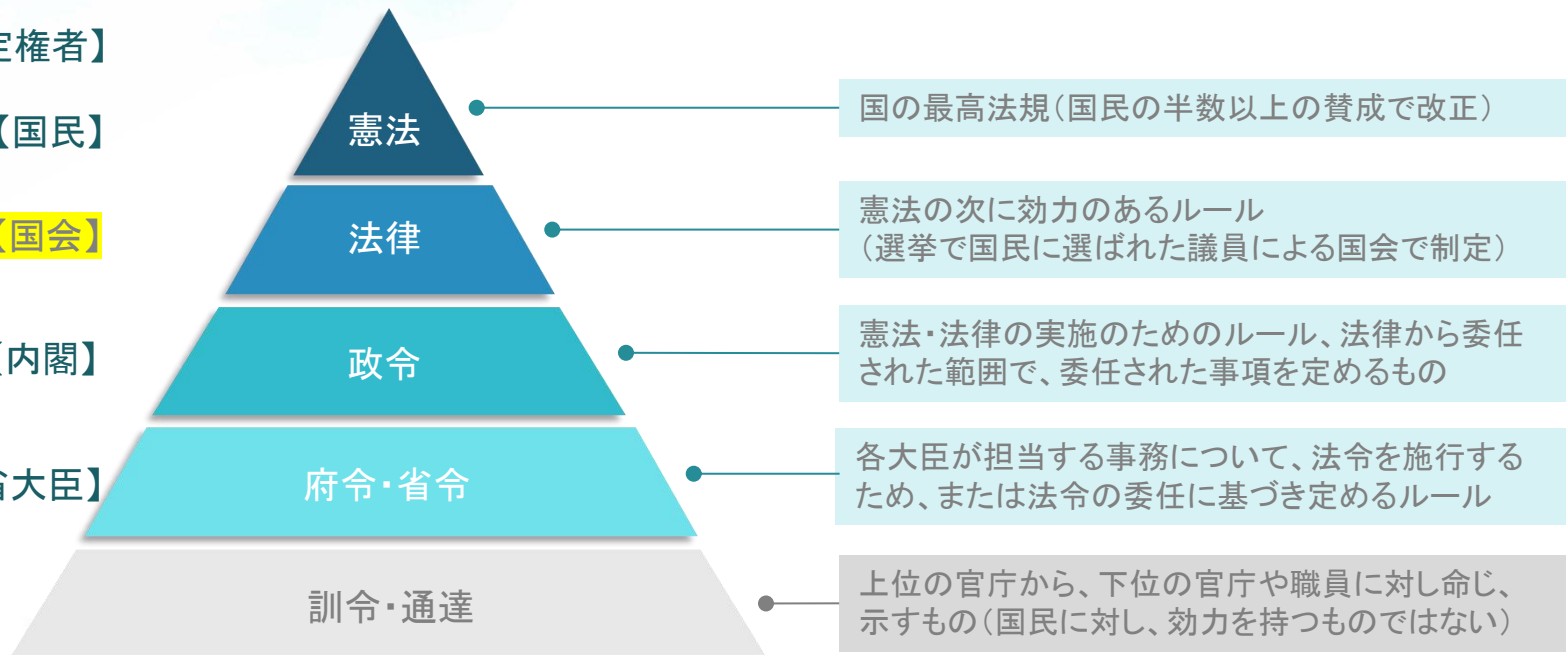 定権者】
【国民】
憲法
国の最高法規（国民の半数以上の賛成で改正）
【国会】
法律
憲法の次に効力のあるルール
（選挙で国民に選ばれた議員による国会で制定）
【内閣】
政令
憲法・法律の実施のためのルール、法律から委任
された範囲で、委任された事項を定めるもの
省大臣】
府令・省令
各大臣が担当する事務について、法令を施行する
ため、または法令の委任に基づき定めるルール
訓令・通達
上位の官庁から、下位の官庁や職員に対し命じ、
示すもの（国民に対し、効力を持つものではない）